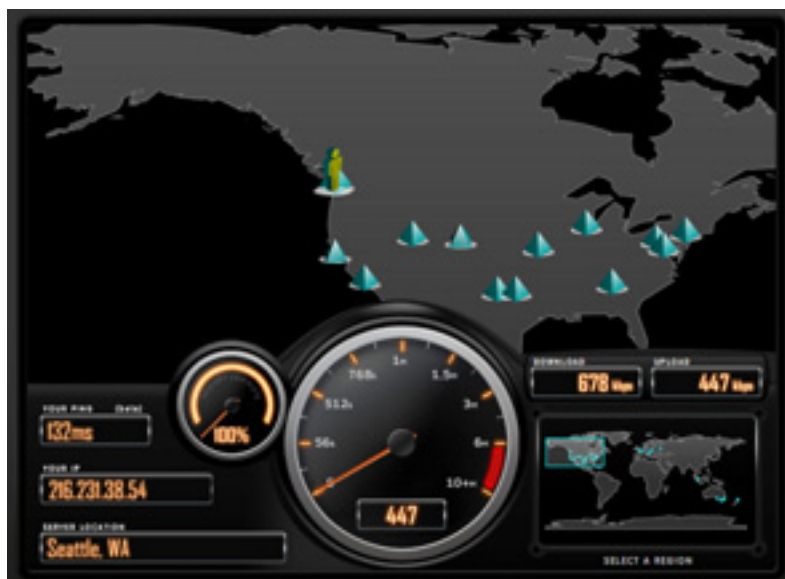 1m
768k
1.5m
512k
3m
56k
6m
0
10+m
447
100%
DOWNLOAD
678 kbps
UPLOAD
447 kbps
YOUR PING (beta)
132ms
YOUR IP
216.231.38.54
SERVER LOCATION
Seattle, WA
SELECT A REGION